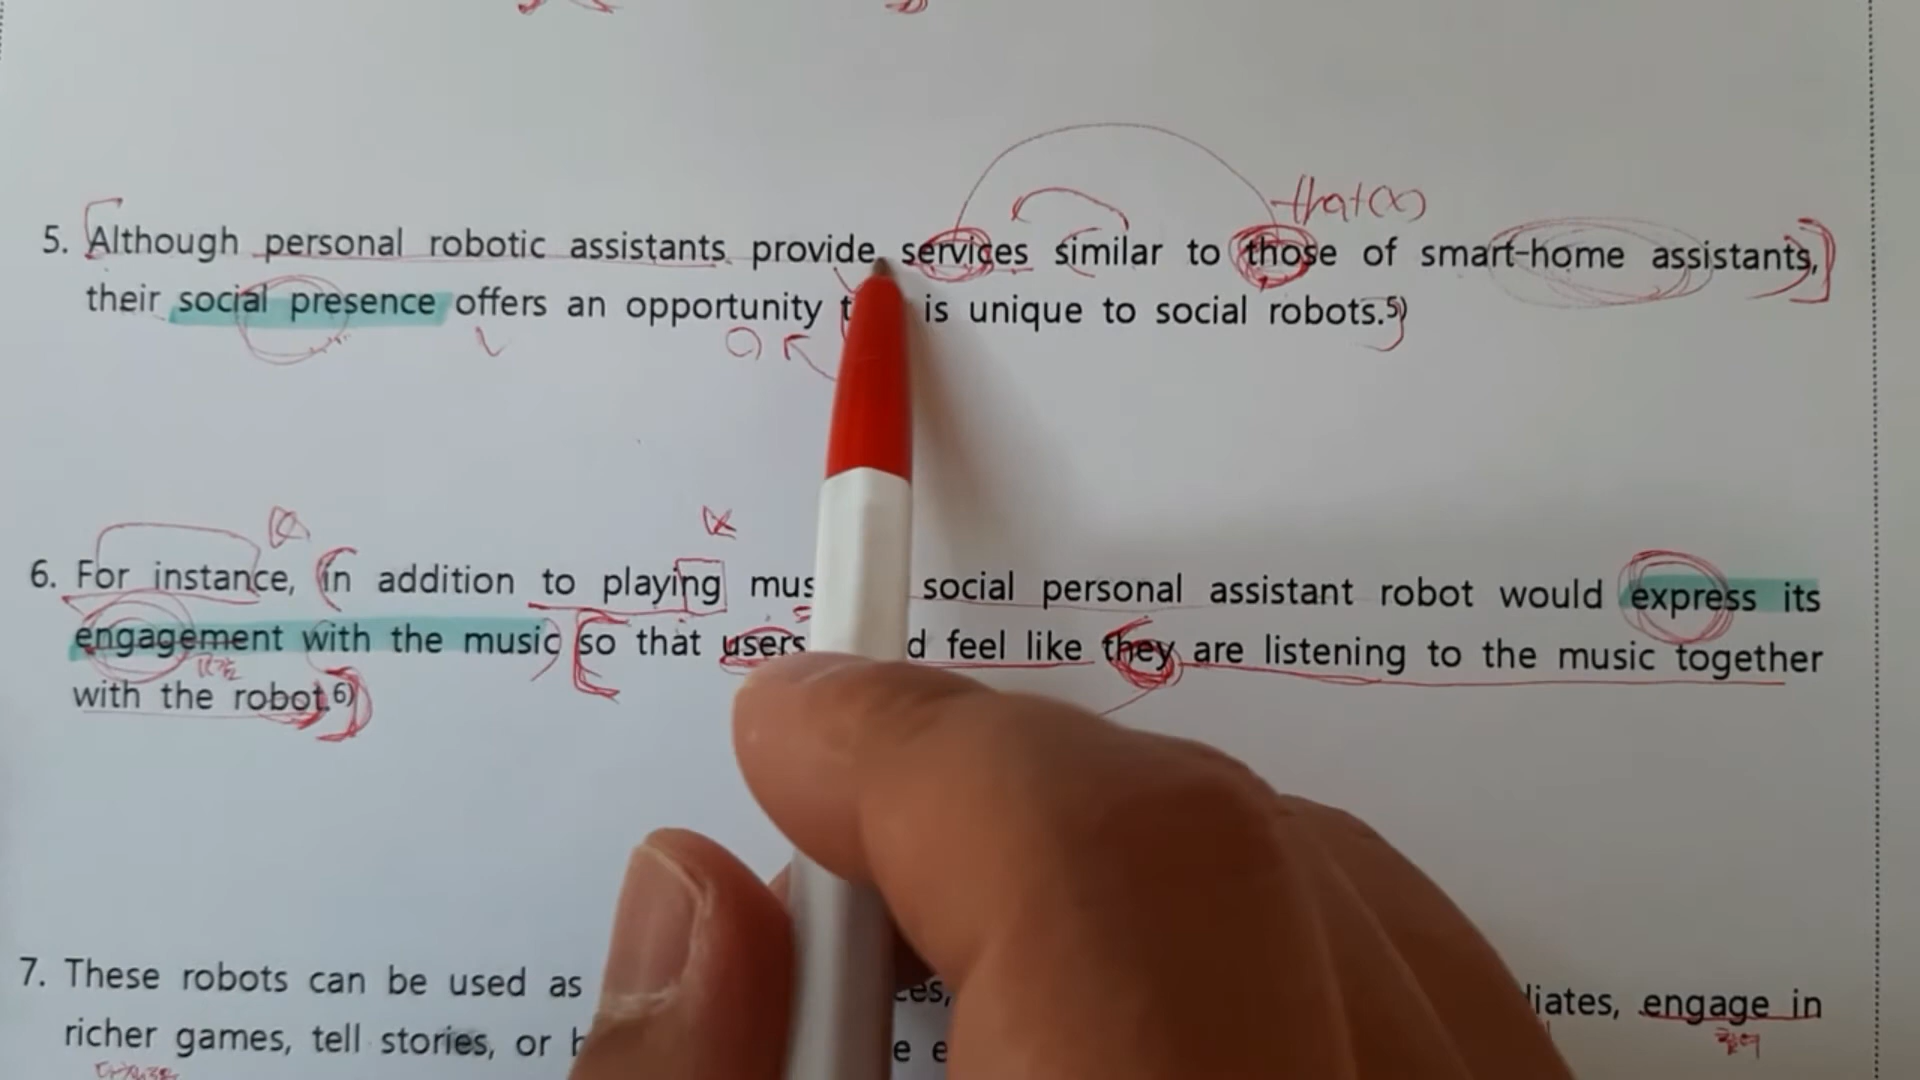 that(x)
5. Although personal robotic assistants provide services similar to those of smart-home assistants,
their social presence offers an opportunity is unique to social robots.5)
6. For instance, in addition to playing social personal assistant robot would express its
engagement with the music so that users feel like they are listening to the music together
with the robot.6)
7. These robots can be used as engage in
richer games, tell stories, or